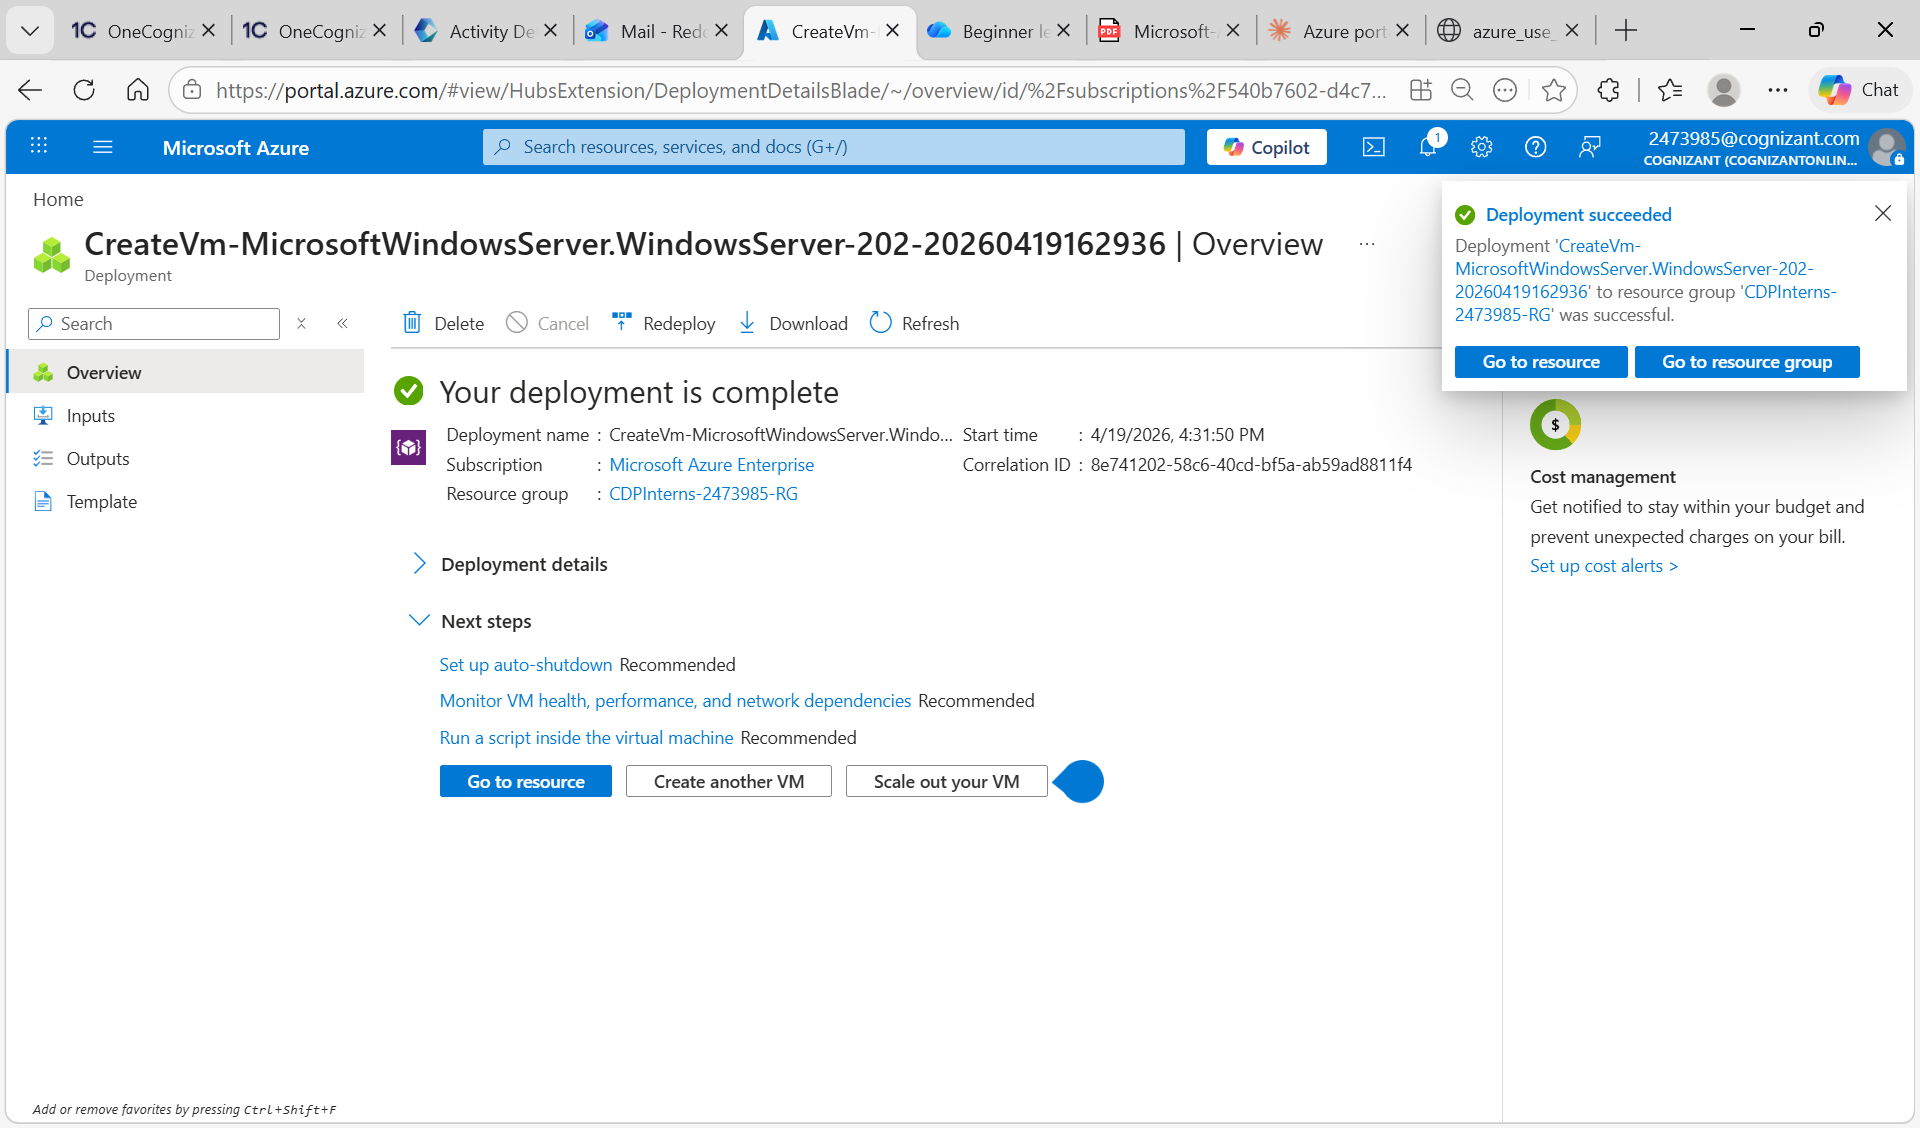 OneCogniz
OneCogniz
Activity De
Mail - Redc
CreateVm-
Beginner le
Microsoft-
Azure port
azure_use_
https://portal.azure.com/#view/HubsExtension/DeploymentDetailsBlade/~/overview/id/%2Fsubscriptions%2F540b7602-d4c7...
Chat
Microsoft Azure
Search resources, services, and docs (G+/)
Copilot
1
2473985@cognizant.com
COGNIZANT (COGNIZANTONLIN...
Home
CreateVm-MicrosoftWindowsServer.WindowsServer-202-20260419162936 | Overview
...
Deployment
Deployment succeeded
Deployment 'CreateVm-
MicrosoftWindowsServer.WindowsServer-202-
20260419162936' to resource group 'CDPInterns-
2473985-RG' was successful.
Go to resource
Go to resource group
Search
Overview
Inputs
Outputs
Template
Delete
Cancel
Redeploy
Download
Refresh
Your deployment is complete
Deployment name : CreateVm-MicrosoftWindowsServer.Windo...
Subscription : Microsoft Azure Enterprise
Resource group : CDPInterns-2473985-RG
Start time : 4/19/2026, 4:31:50 PM
Correlation ID : 8e741202-58c6-40cd-bf5a-ab59ad8811f4
Deployment details
Next steps
Set up auto-shutdown Recommended
Monitor VM health, performance, and network dependencies Recommended
Run a script inside the virtual machine Recommended
Go to resource
Create another VM
Scale out your VM
$
Cost management
Get notified to stay within your budget and
prevent unexpected charges on your bill.
Set up cost alerts >
Add or remove favorites by pressing Ctrl+Shift+F